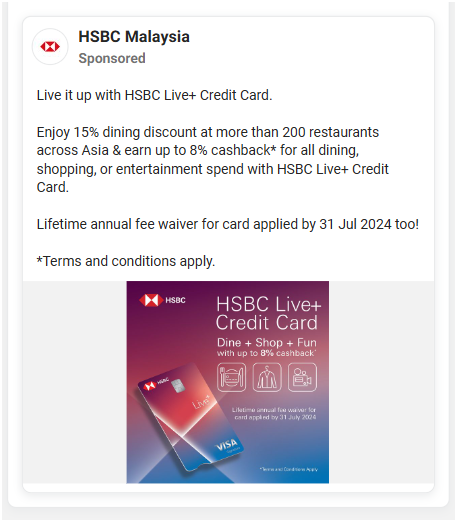 HSBC Malaysia
Sponsored
Live it up with HSBC Live+ Credit Card.
Enjoy 15% dining discount at more than 200 restaurants
across Asia & earn up to 8% cashback* for all dining,
shopping, or entertainment spend with HSBC Live+ Credit
Card.
Lifetime annual fee waiver for card applied by 31 Jul 2024 too!
*Terms and conditions apply.
HSBC
HSBC Live+
Credit Card
Dine + Shop + Fun
with up to 8% cashback*
HSBC
Live+
VISA
Lifetime annual fee waiver for
card applied by 31 July 2024
*Terms and Conditions Apply